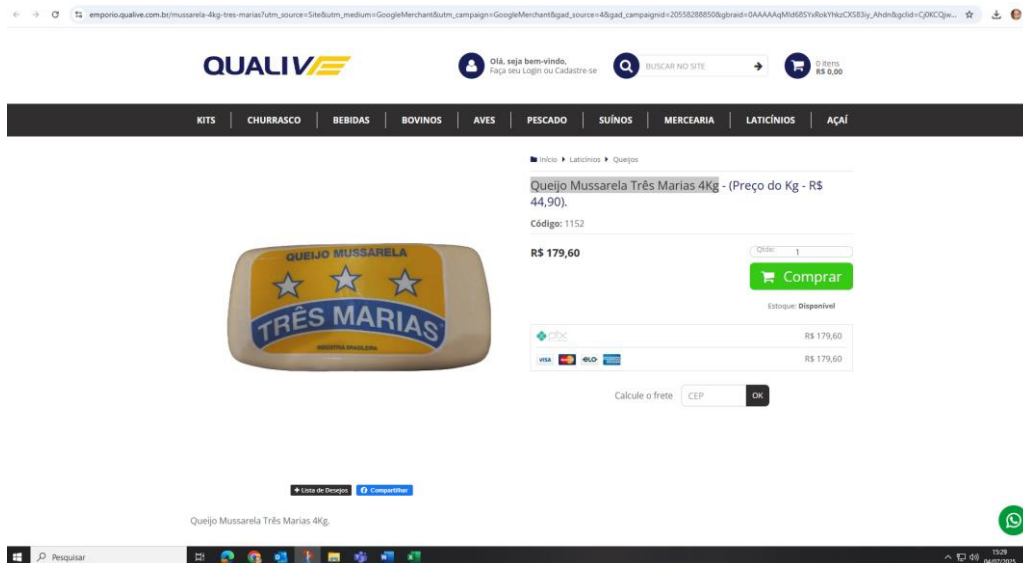 emporio.qualive.com.br/mussarela-4kg-tres-marias?utm_source=Site&utm_medium=GoogleMerchant&utm_campaign=GoogleMerchant&gad_source=4&gad_campaignid=20558288850&gbraid=
QUALIVE
Olá, seja bem-vindo,
Faça seu Login ou Cadastre-se
BUSCAR NO SITE
0 itens
R$ 0,00
KITS
CHURRASCO
BEBIDAS
BOVINOS
AVES
PESCADO
SUÍNOS
MERCEARIA
LATICÍNIOS
AÇAÍ
Início
Laticínios
Queijos
Queijo Mussarela Três Marias 4Kg - (Preço do Kg - R$
44,90).
Código: 1152
QUEIJO MUSSARELA
TRÊS MARIAS
INDÚSTRIA BRASILEIRA
R$ 179,60
Qtde: 1
Comprar
Estoque: Disponível
pix
R$ 179,60
VISA
elo
R$ 179,60
Calcule o frete
CEP
OK
+ Lista de Desejos
Compartilhar
Queijo Mussarela Três Marias 4Kg.
Pesquisar
15:29
04/07/2025